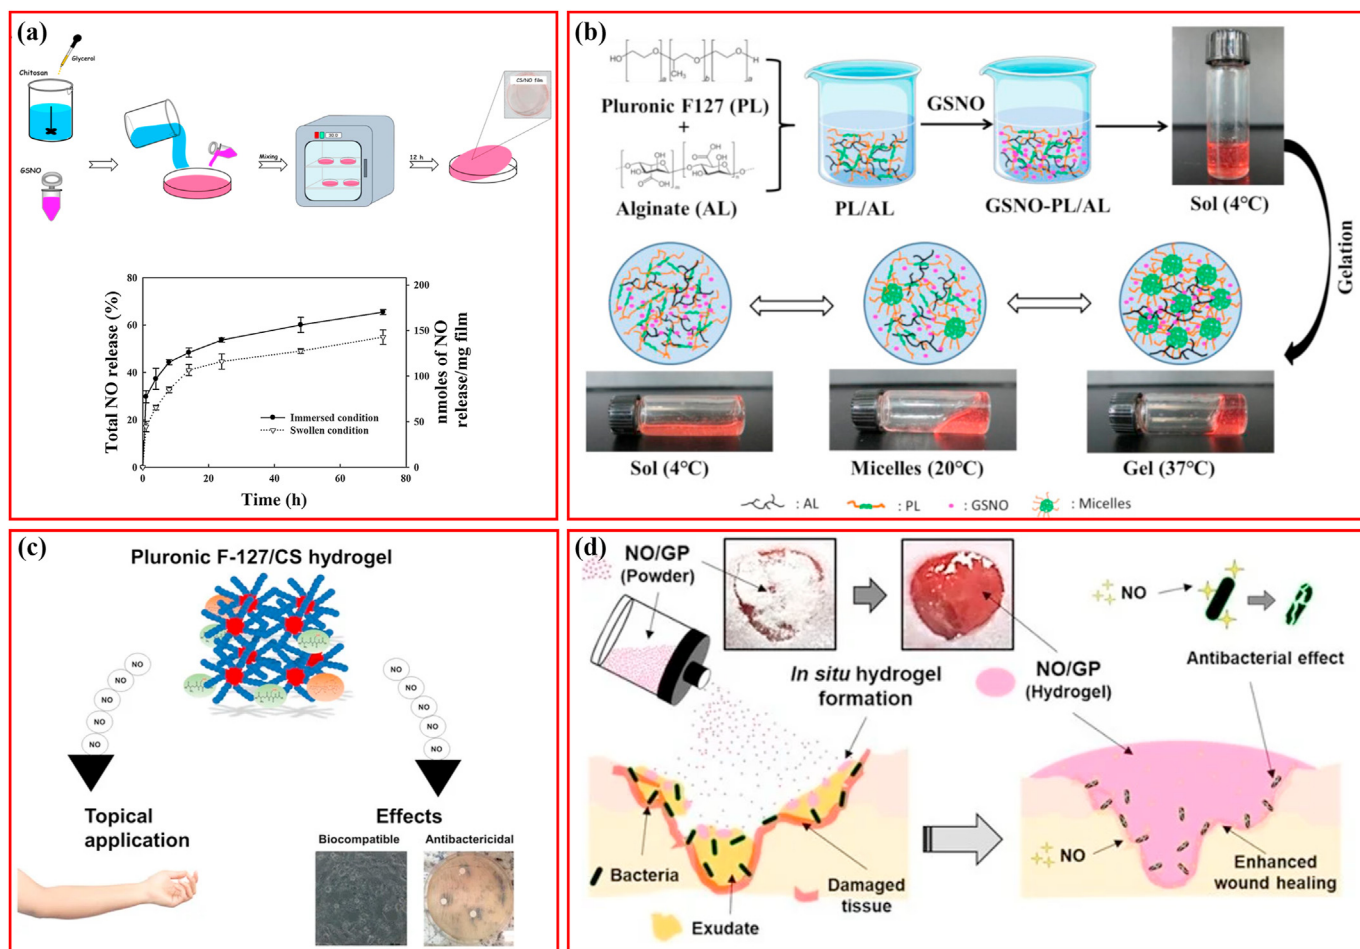 (a)
Glycerol
Chitosan
GSNO
Mixing
30.0
12 h
CS/NO film
Total NO release (%)
80
60
40
20
0
200
150
100
50
0
nmoles of NO
release/mg film
Immersed condition
Swollen condition
0 20 40 60 80
Time (h)
(b)
HO
O
O
O
H
a
b
a
CH3
Pluronic F127 (PL)
+
Alginate (AL)
PL/AL
GSNO
GSNO-PL/AL
Sol (4°C)
Gelation
Sol (4°C)
Micelles (20°C)
Gel (37°C)
: AL
: PL
: GSNO
: Micelles
(c)
Pluronic F-127/CS hydrogel
NO
NO
NO
NO
NO
NO
NO
NO
NO
NO
Topical
application
Effects
Biocompatible
Antibactericidal
(d)
NO/GP
(Powder)
In situ hydrogel
formation
NO/GP
(Hydrogel)
NO
Antibacterial effect
Bacteria
Exudate
Damaged
tissue
NO
Enhanced
wound healing